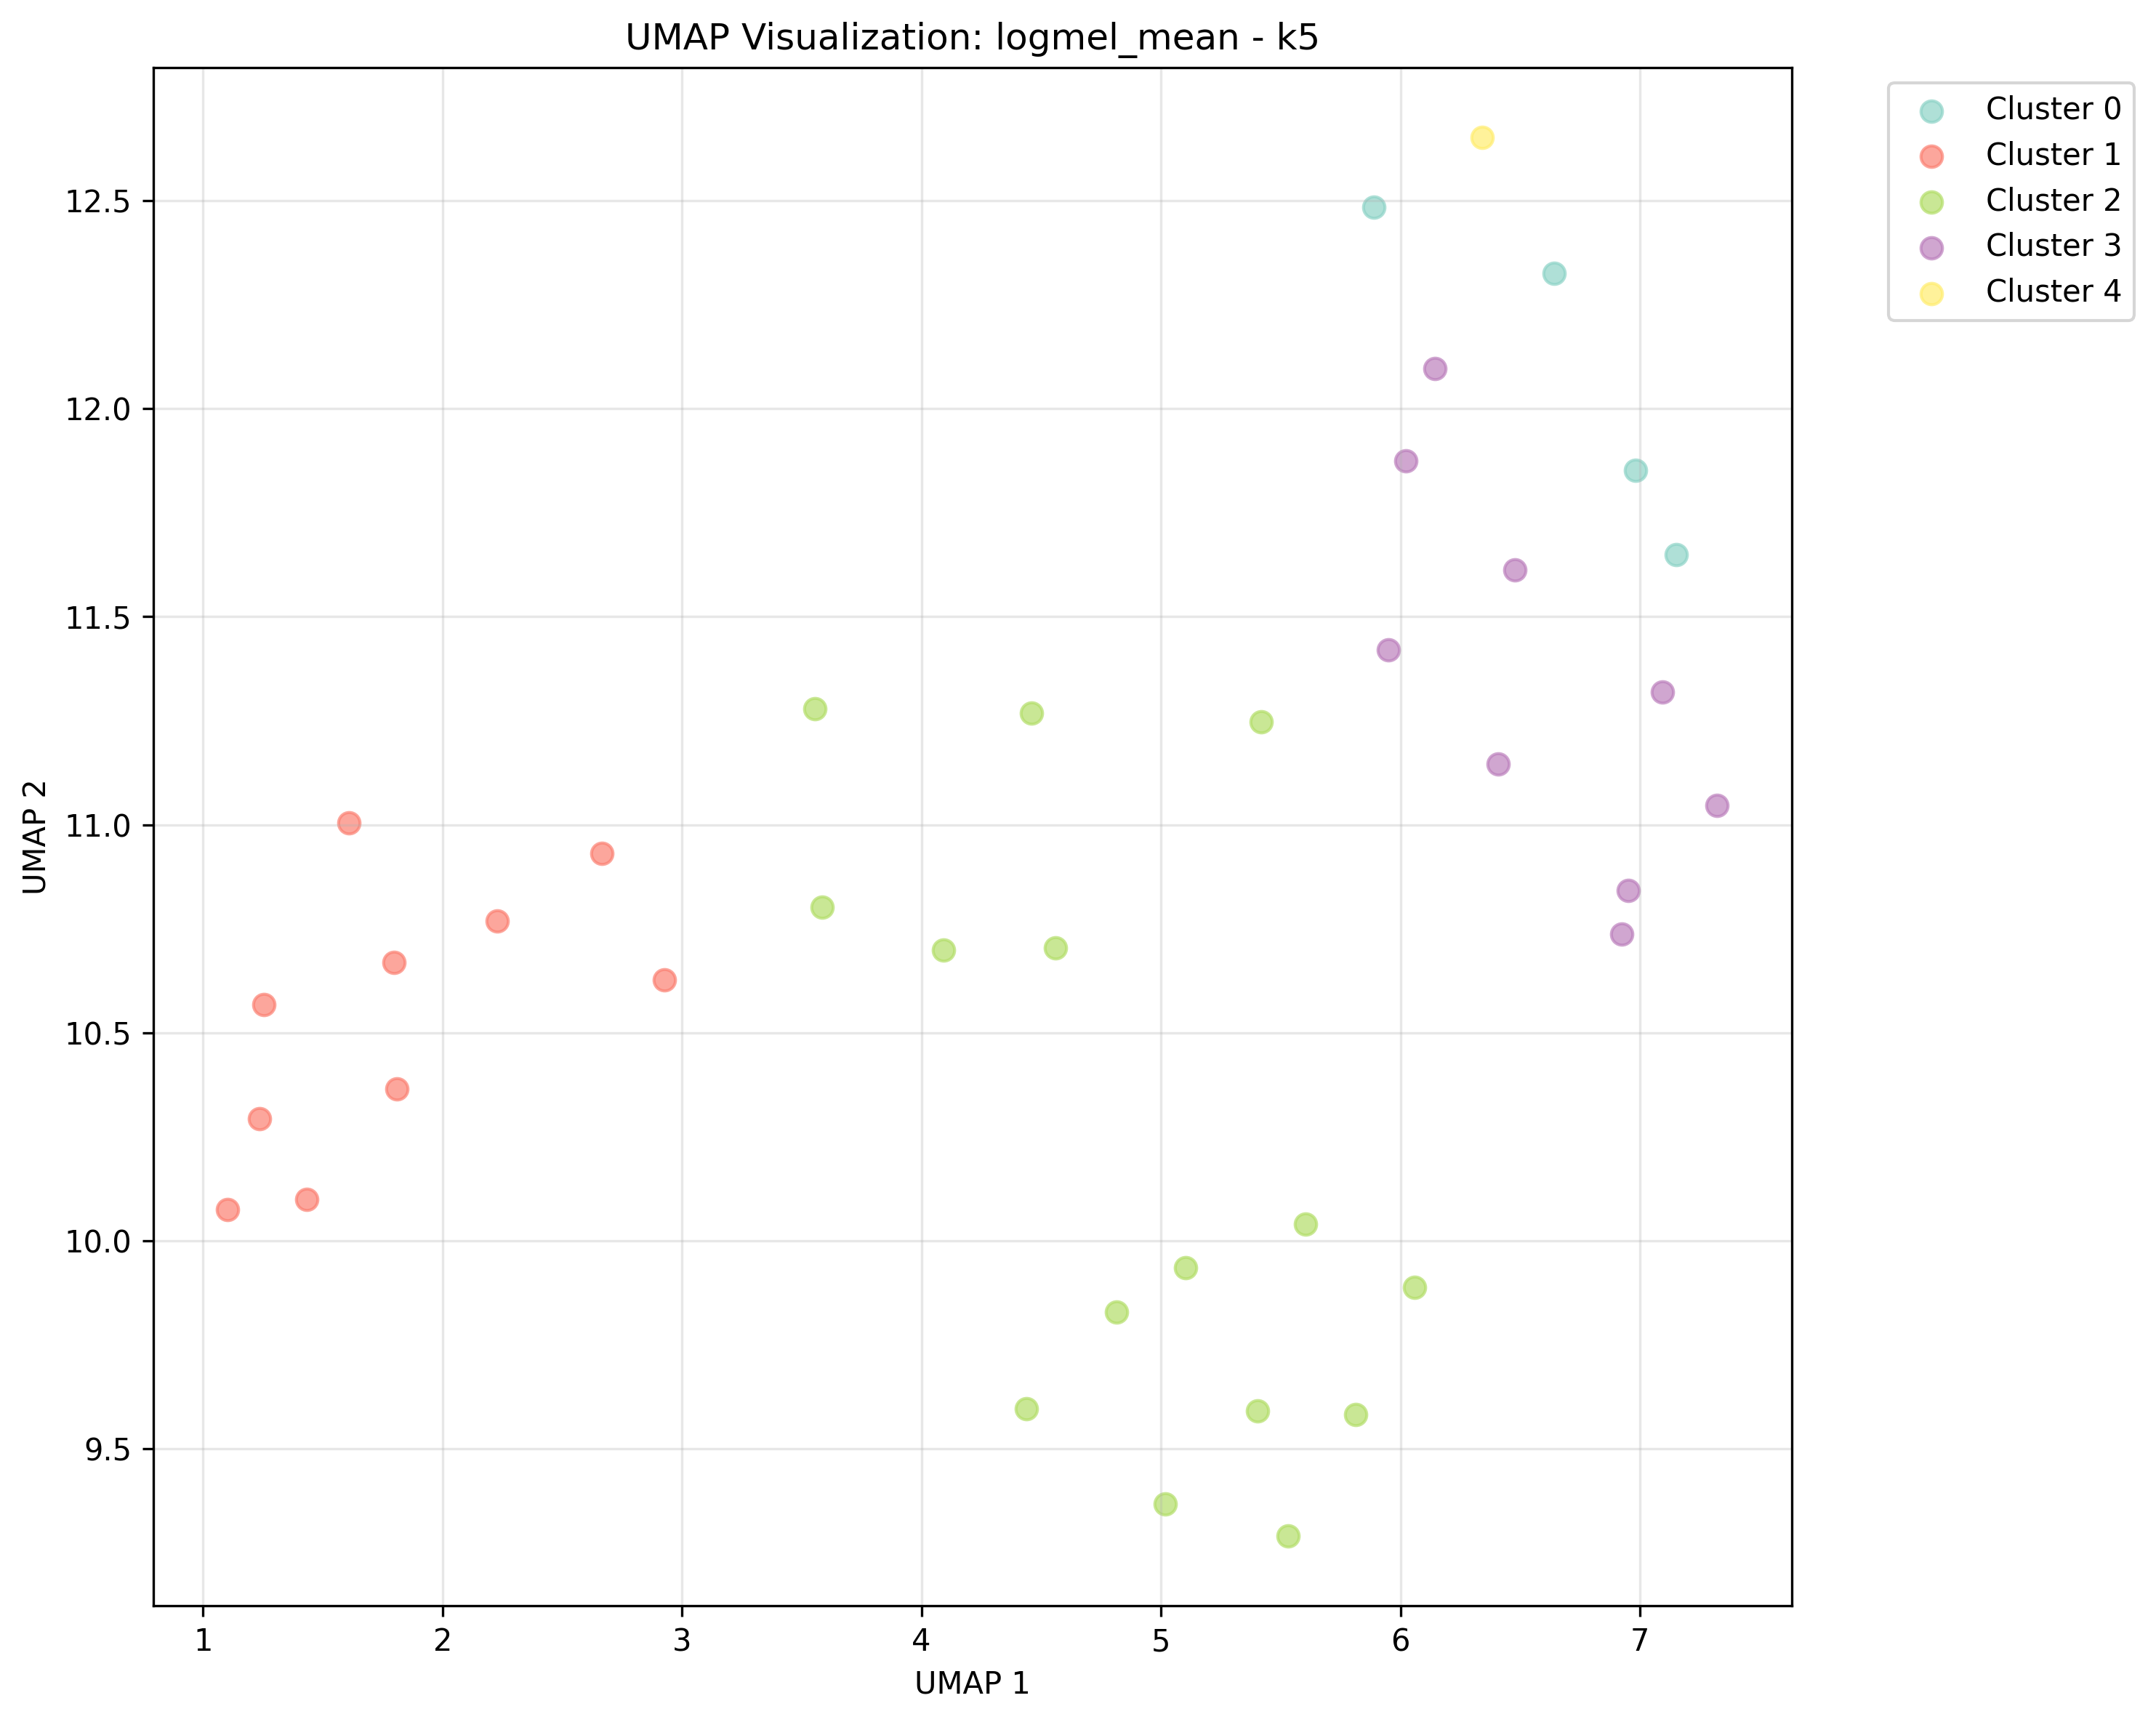 UMAP Visualization: logmel_mean - k5
Cluster 0
Cluster 1
Cluster 2
Cluster 3
Cluster 4
12.5
12.0
11.5
11.0
10.5
10.0
9.5
UMAP 2
1 2 3 4 5 6 7
UMAP 1